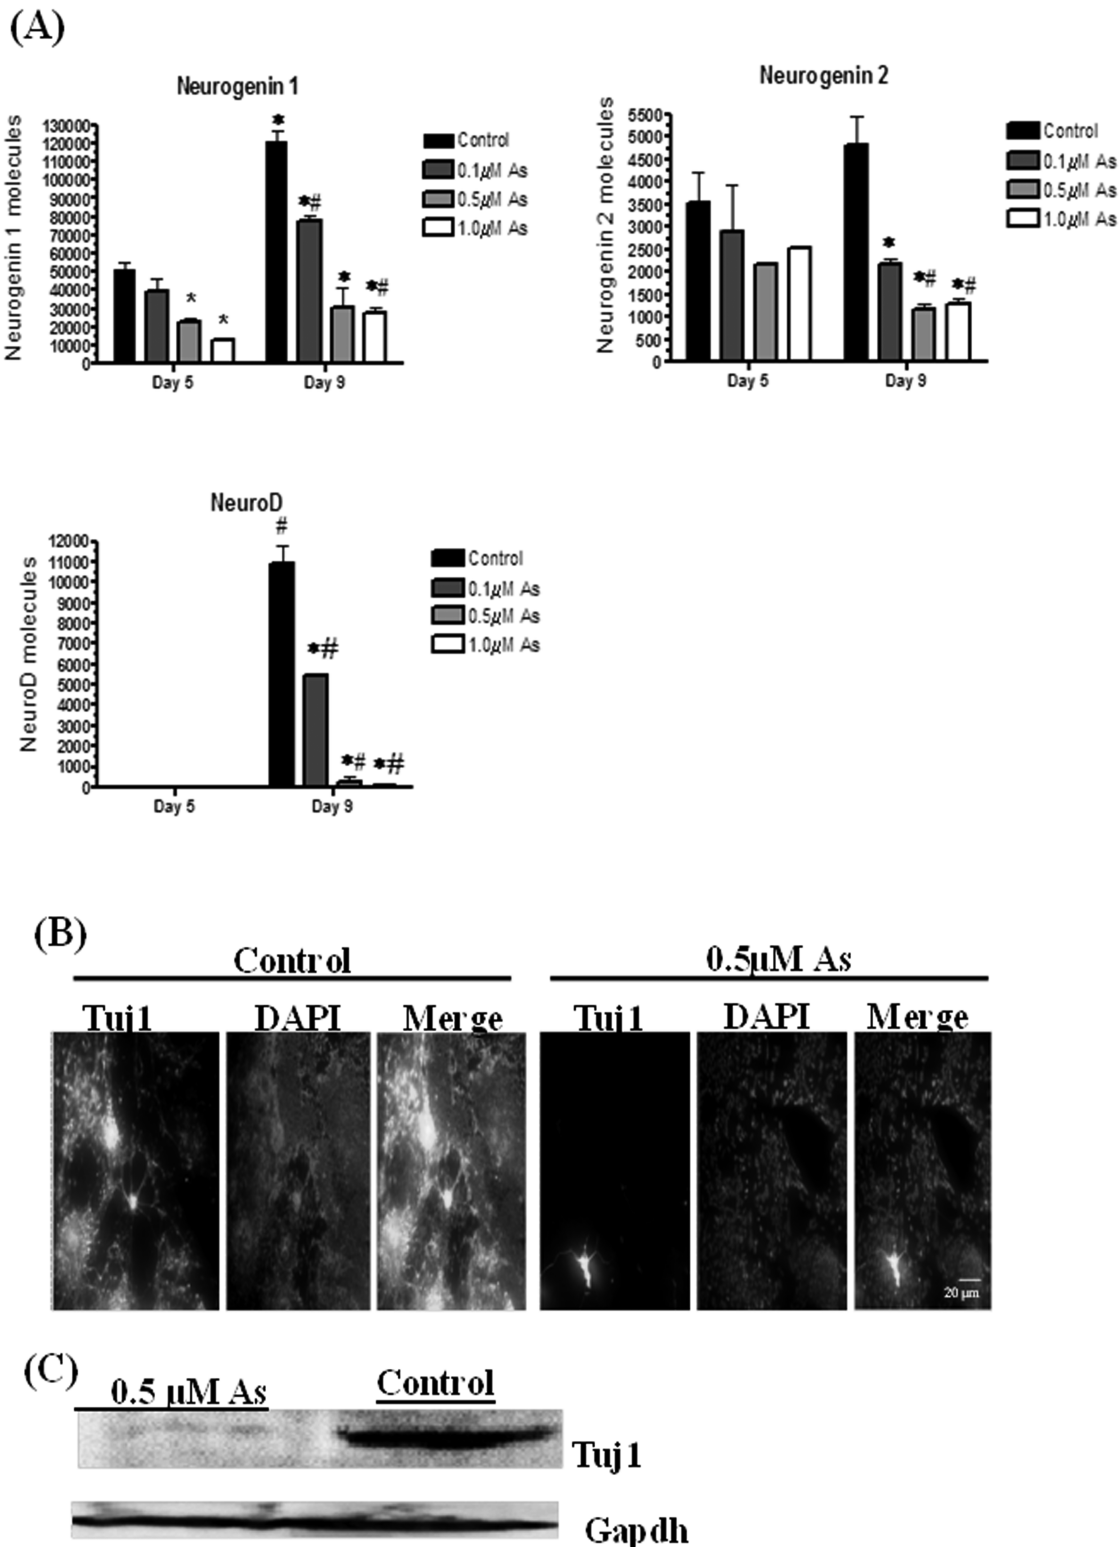 (A)
Neurogenin 1
Neurogenin 1 molecules
130000
120000
110000
100000
90000
80000
70000
60000
50000
40000
30000
20000
10000
0
* *
* *# * *#
Day 5 Day 9
Control
0.1µM As
0.5µM As
1.0µM As
Neurogenin 2
Neurogenin 2 molecules
5500
5000
4500
4000
3500
3000
2500
2000
1500
1000
500
0
* *# *#
Day 5 Day 9
Control
0.1µM As
0.5µM As
1.0µM As
NeuroD
NeuroD molecules
12000
11000
10000
9000
8000
7000
6000
5000
4000
3000
2000
1000
0
# *# *# *#
Day 5 Day 9
Control
0.1µM As
0.5µM As
1.0µM As
(B)
Control 0.5µM As
Tuj1 DAPI Merge Tuj1 DAPI Merge
20 µm
(C)
0.5 µM As Control
Tuj1
Gapdh